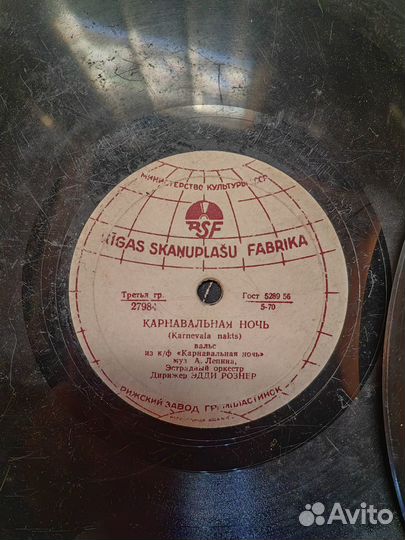 МИНИСТЕРСТВО КУЛЬТУРЫ СССР
RSF
RĪGAS SKAŅUPLAŠU FABRIKA
Третья гр. Гост 5289 56
27984 5-70
КАРНАВАЛЬНАЯ НОЧЬ
(Karnevala nakts)
вальс
из к/ф «Карнавальная ночь»
муз А. Лепина,
Эстрадный оркестр
Дирижер ЭДДИ РОЗНЕР
РИЖСКИЙ ЗАВОД ГРАМПЛАСТИНОК
Avito